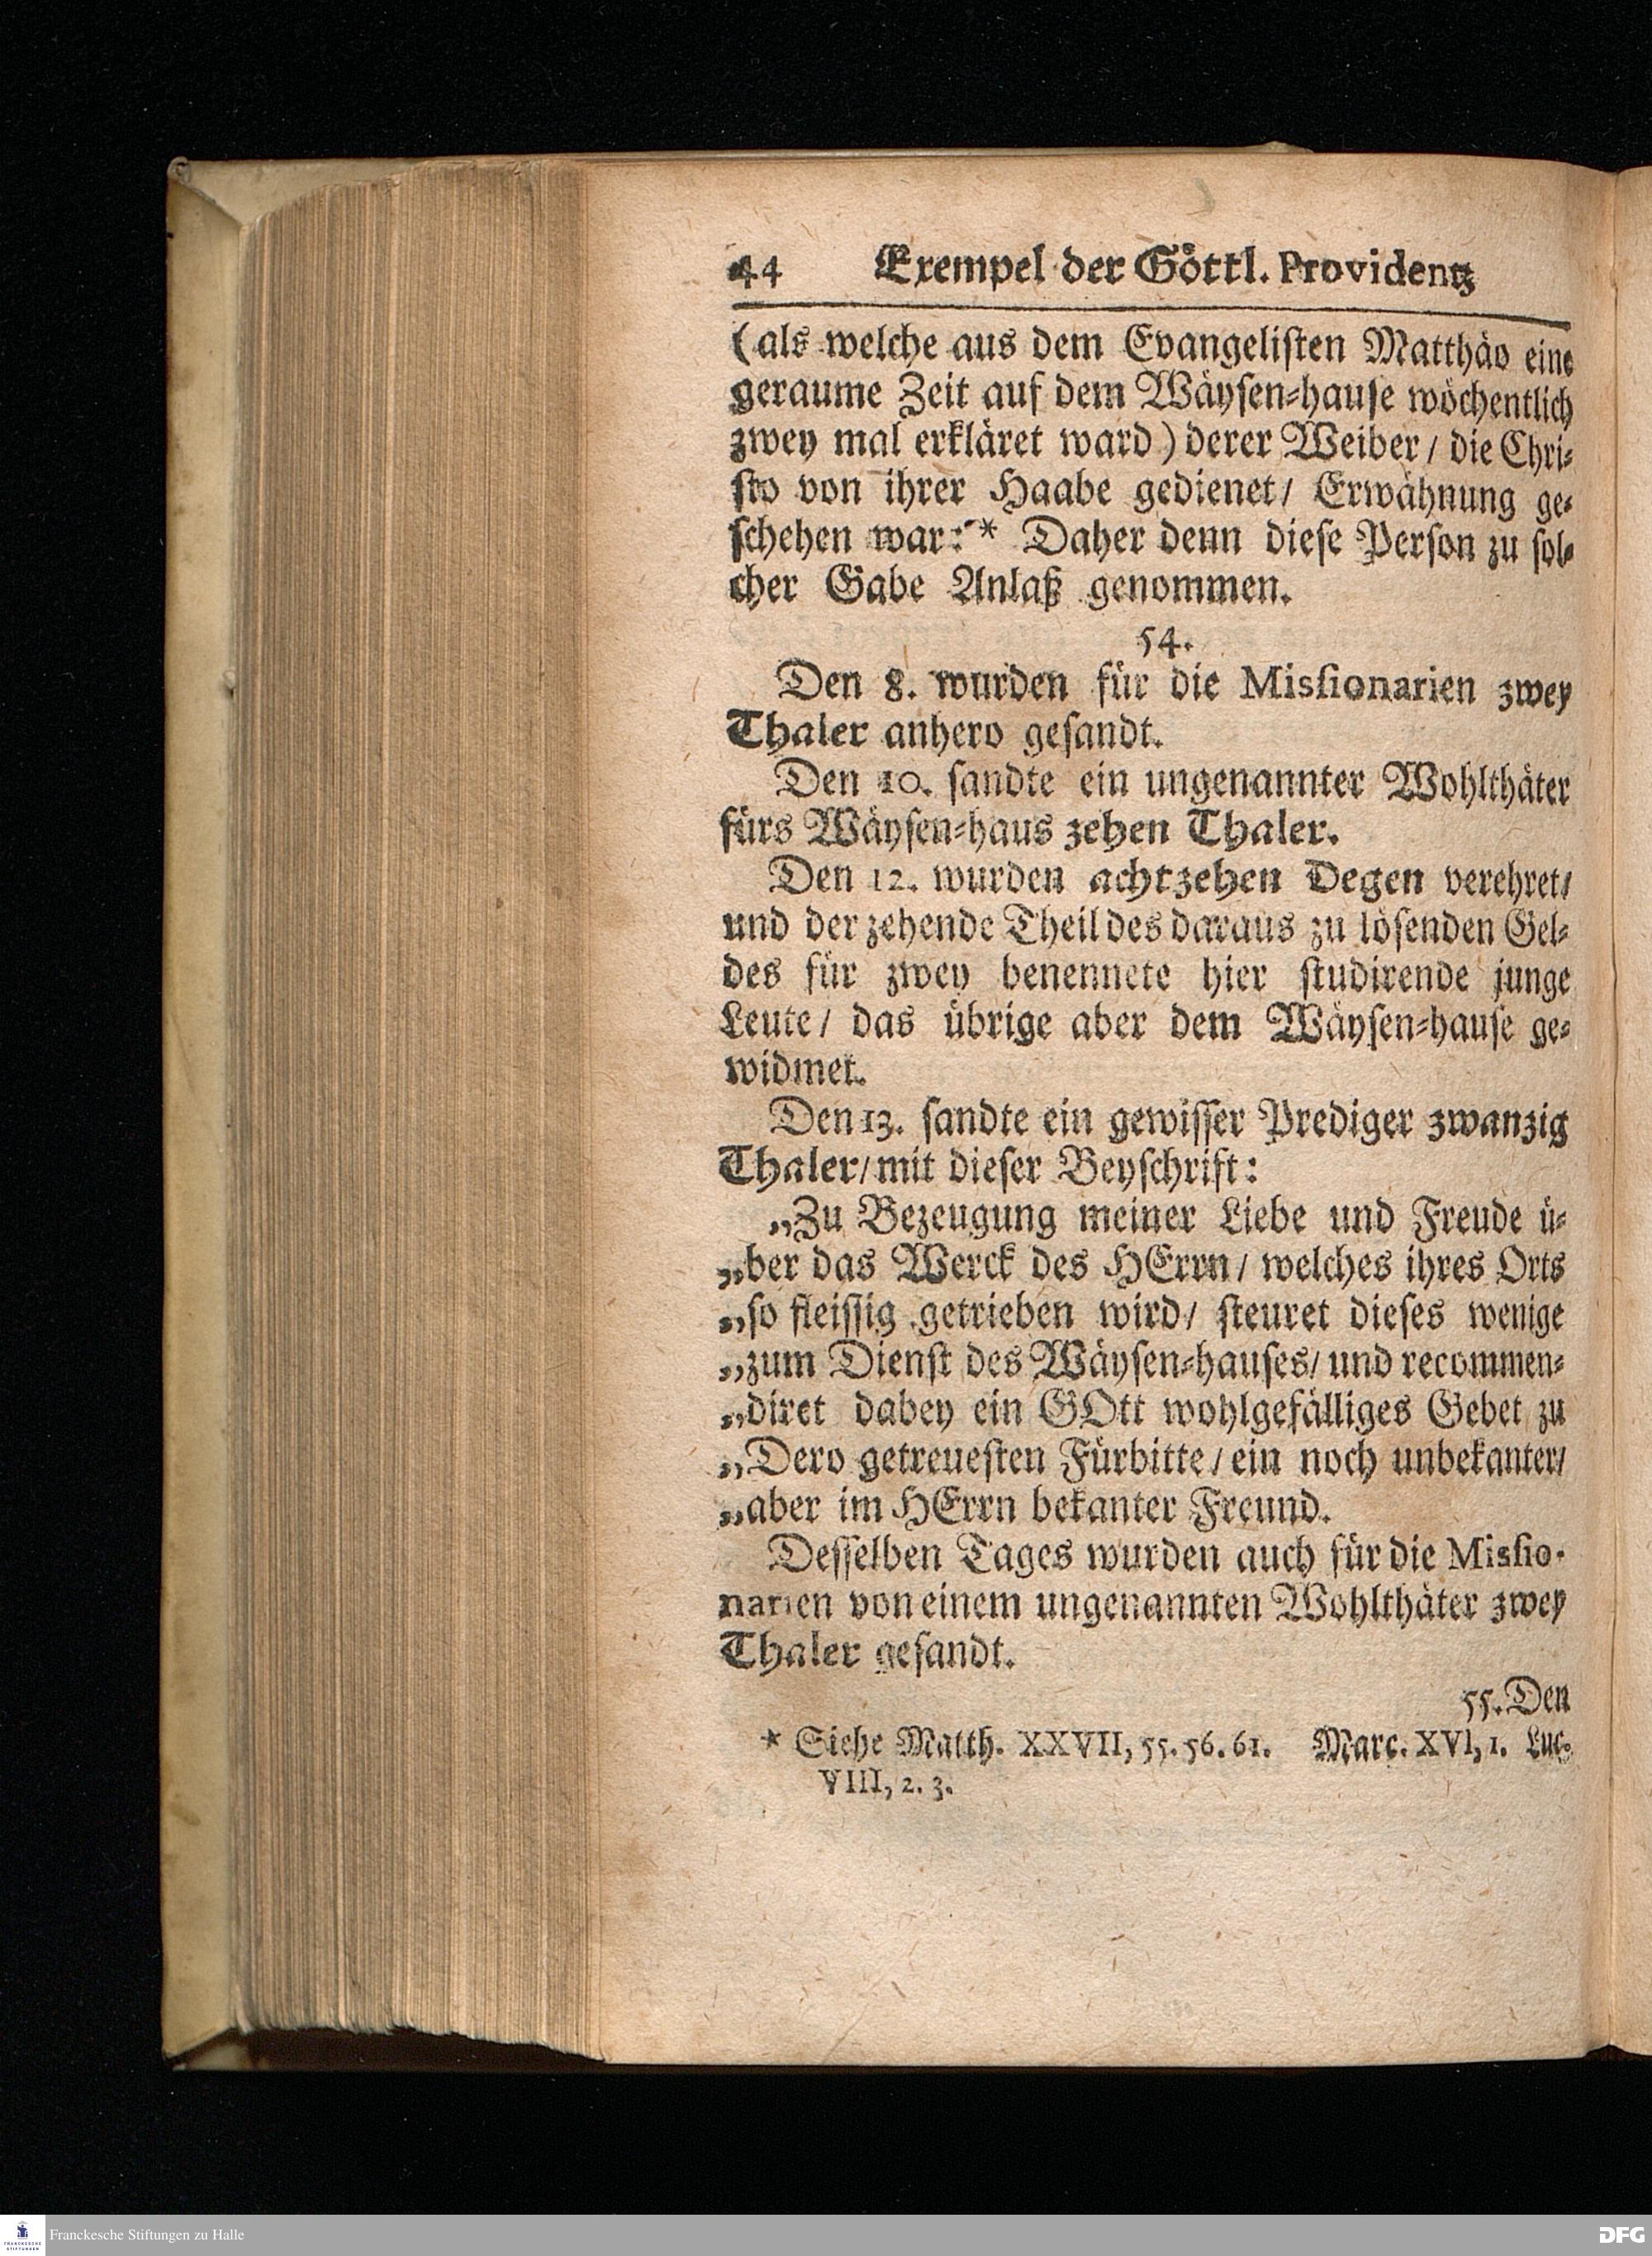 44 Exempel der Göttl. Providentz
(als welche aus dem Evangelisten Matthäo eine
geraume Zeit auf dem Wäysen-hause wöchentlich
zwey mal erkläret ward) derer Weiber / die Chri-
sto von ihrer Haabe gedienet / Erwähnung ge-
schehen war: * Daher denn diese Person zu sol-
cher Gabe Anlaß genommen.
54.
Den 8. wurden für die Missionarien zwey
Thaler anhero gesandt.
Den 10. sandte ein ungenannter Wohlthäter
fürs Wäysen-haus zehen Thaler.
Den 12. wurden achtzehen Degen verehret /
und der zehende Theil des daraus zu lösenden Gel-
des für zwey benennete hier studirende junge
Leute / das übrige aber dem Wäysen-hause ge-
widmet.
Den 13. sandte ein gewisser Prediger zwanzig
Thaler / mit dieser Beyschrift:
„Zu Bezeugung meiner Liebe und Freude ü-
„ber das Werck des HErrn / welches ihres Orts
„so fleissig getrieben wird / steuret dieses wenige
„zum Dienst des Wäysen-hauses / und recommen-
„diret dabey ein GOtt wohlgefälliges Gebet zu
„Dero getreuesten Fürbitte / ein noch unbekanter /
„aber im HErrn bekanter Freund.
Desselben Tages wurden auch für die Missio-
narien von einem ungenannten Wohlthäter zwey
Thaler gesandt.
55. Den
* Siehe Matth. XXVII, 55. 56. 61. Marc. XVI, 1. Luc.
VIII, 2. 3.
Franckesche Stiftungen zu Halle
DFG